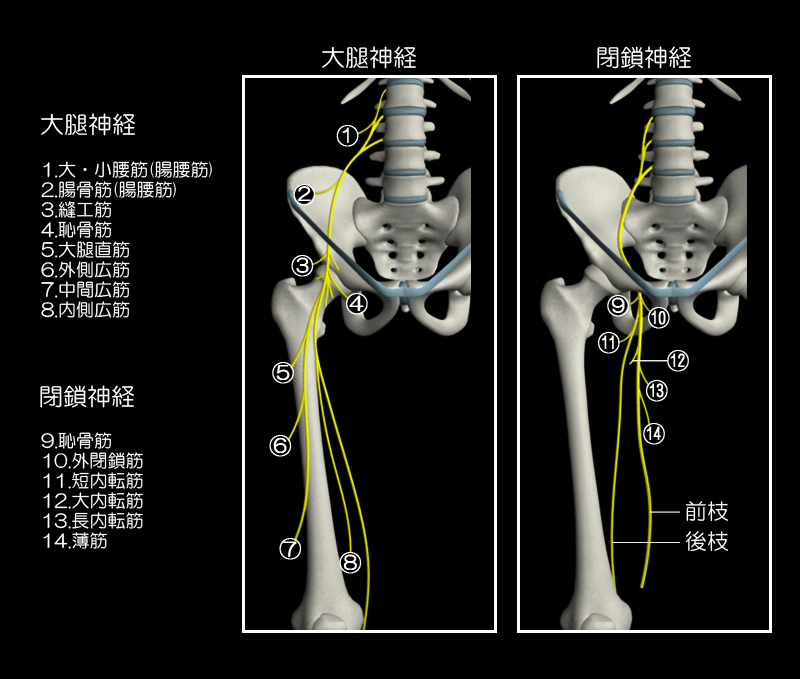 大腿神経
閉鎖神経
大腿神経
1.大・小腰筋(腸腰筋)
2.腸骨筋(腸腰筋)
3.縫工筋
4.恥骨筋
5.大腿直筋
6.外側広筋
7.中間広筋
8.内側広筋
閉鎖神経
9.恥骨筋
10.外閉鎖筋
11.短内転筋
12.大内転筋
13.長内転筋
14.薄筋
①
②
③
④
⑤
⑥
⑦
⑧
⑨
⑩
⑪
⑫
⑬
⑭
前枝
後枝